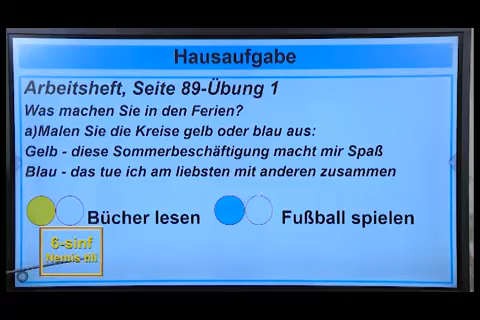 Hausaufgabe
Arbeitsheft, Seite 89-Übung 1
Was machen Sie in den Ferien?
a)Malen Sie die Kreise gelb oder blau aus:
Gelb - diese Sommerbeschäftigung macht mir Spaß
Blau - das tue ich am liebsten mit anderen zusammen
Bücher lesen
Fußball spielen
6-sinf
Nemis-tili